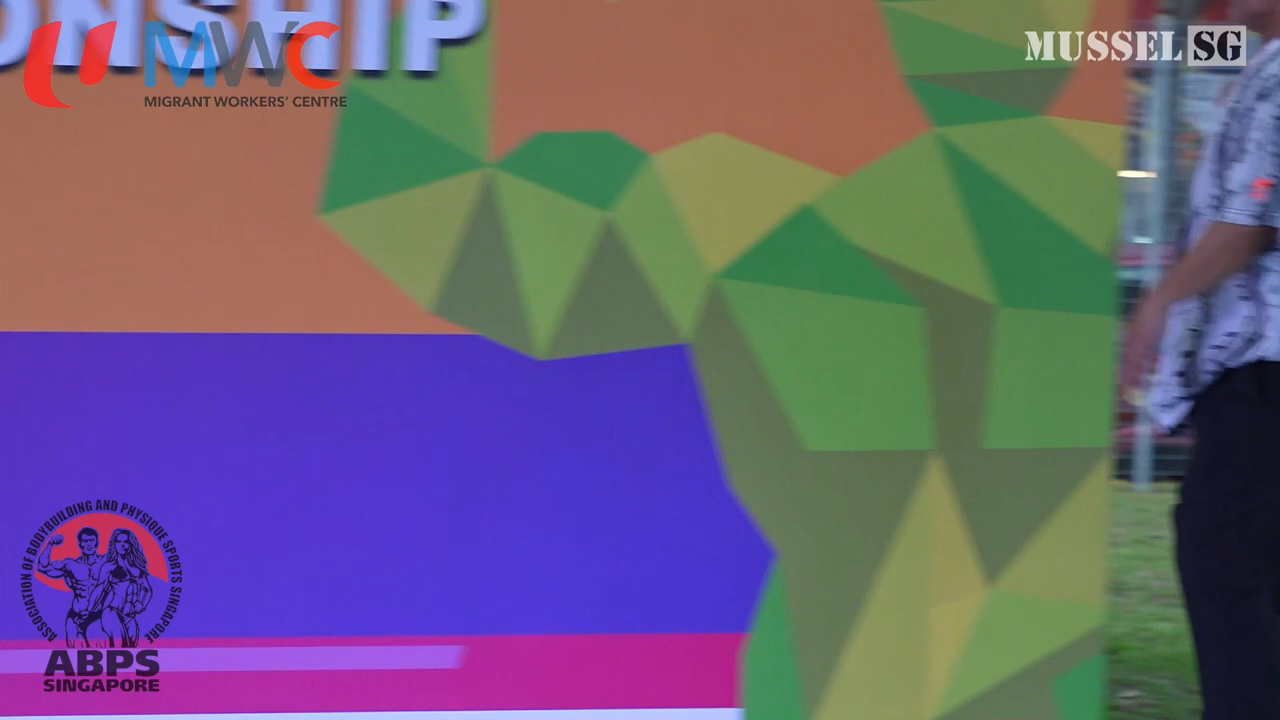 ONSHIP
MWC
MIGRANT WORKERS' CENTRE
MUSSEL SG
ASSOCIATION OF BODYBUILDING AND PHYSIQUE SPORTS SINGAPORE
ABPS
SINGAPORE